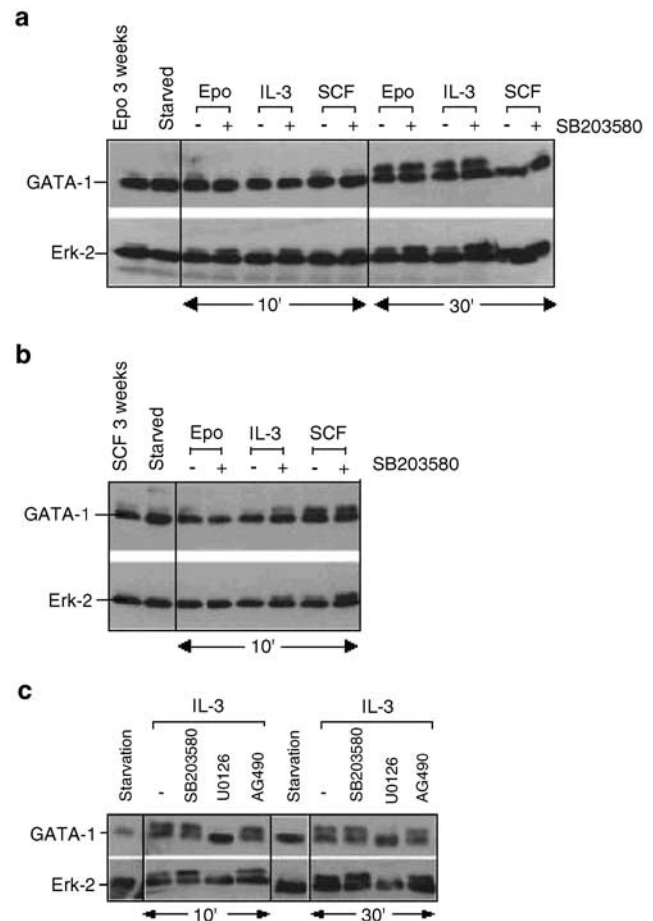 a
Epo 3 weeks
Starved
Epo IL-3 SCF Epo IL-3 SCF
- + - + - + - + - + - + SB203580
GATA-1
Erk-2
10' 30'
b
SCF 3 weeks
Starved
Epo IL-3 SCF
- + - + - + SB203580
GATA-1
Erk-2
10'
c
IL-3 IL-3
Starvation - SB203580 U0126 AG490 Starvation - SB203580 U0126 AG490
GATA-1
Erk-2
10' 30'